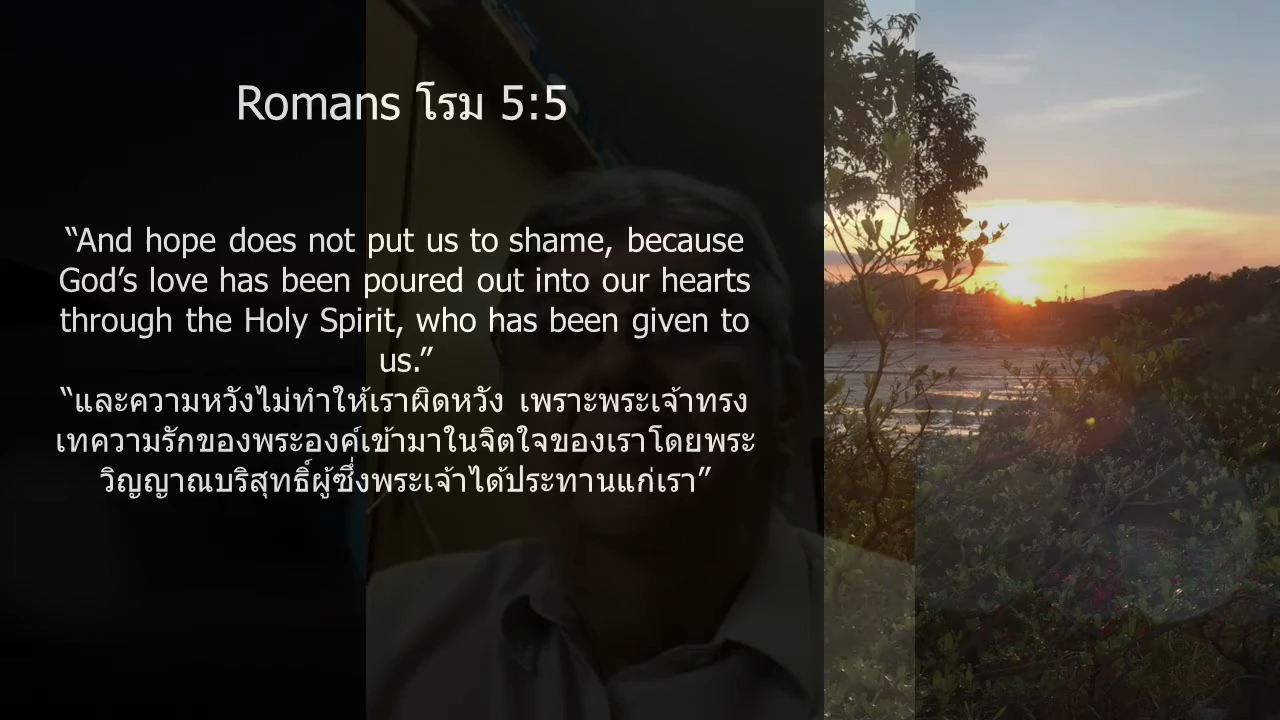 Romans โรม 5:5
“And hope does not put us to shame, because
God’s love has been poured out into our hearts
through the Holy Spirit, who has been given to
us.”
“และความหวังไม่ทำให้เราผิดหวัง เพราะพระเจ้าทรง
เทความรักของพระองค์เข้ามาในจิตใจของเราโดยพระ
วิญญาณบริสุทธิ์ผู้ซึ่งพระเจ้าได้ประทานแก่เรา”